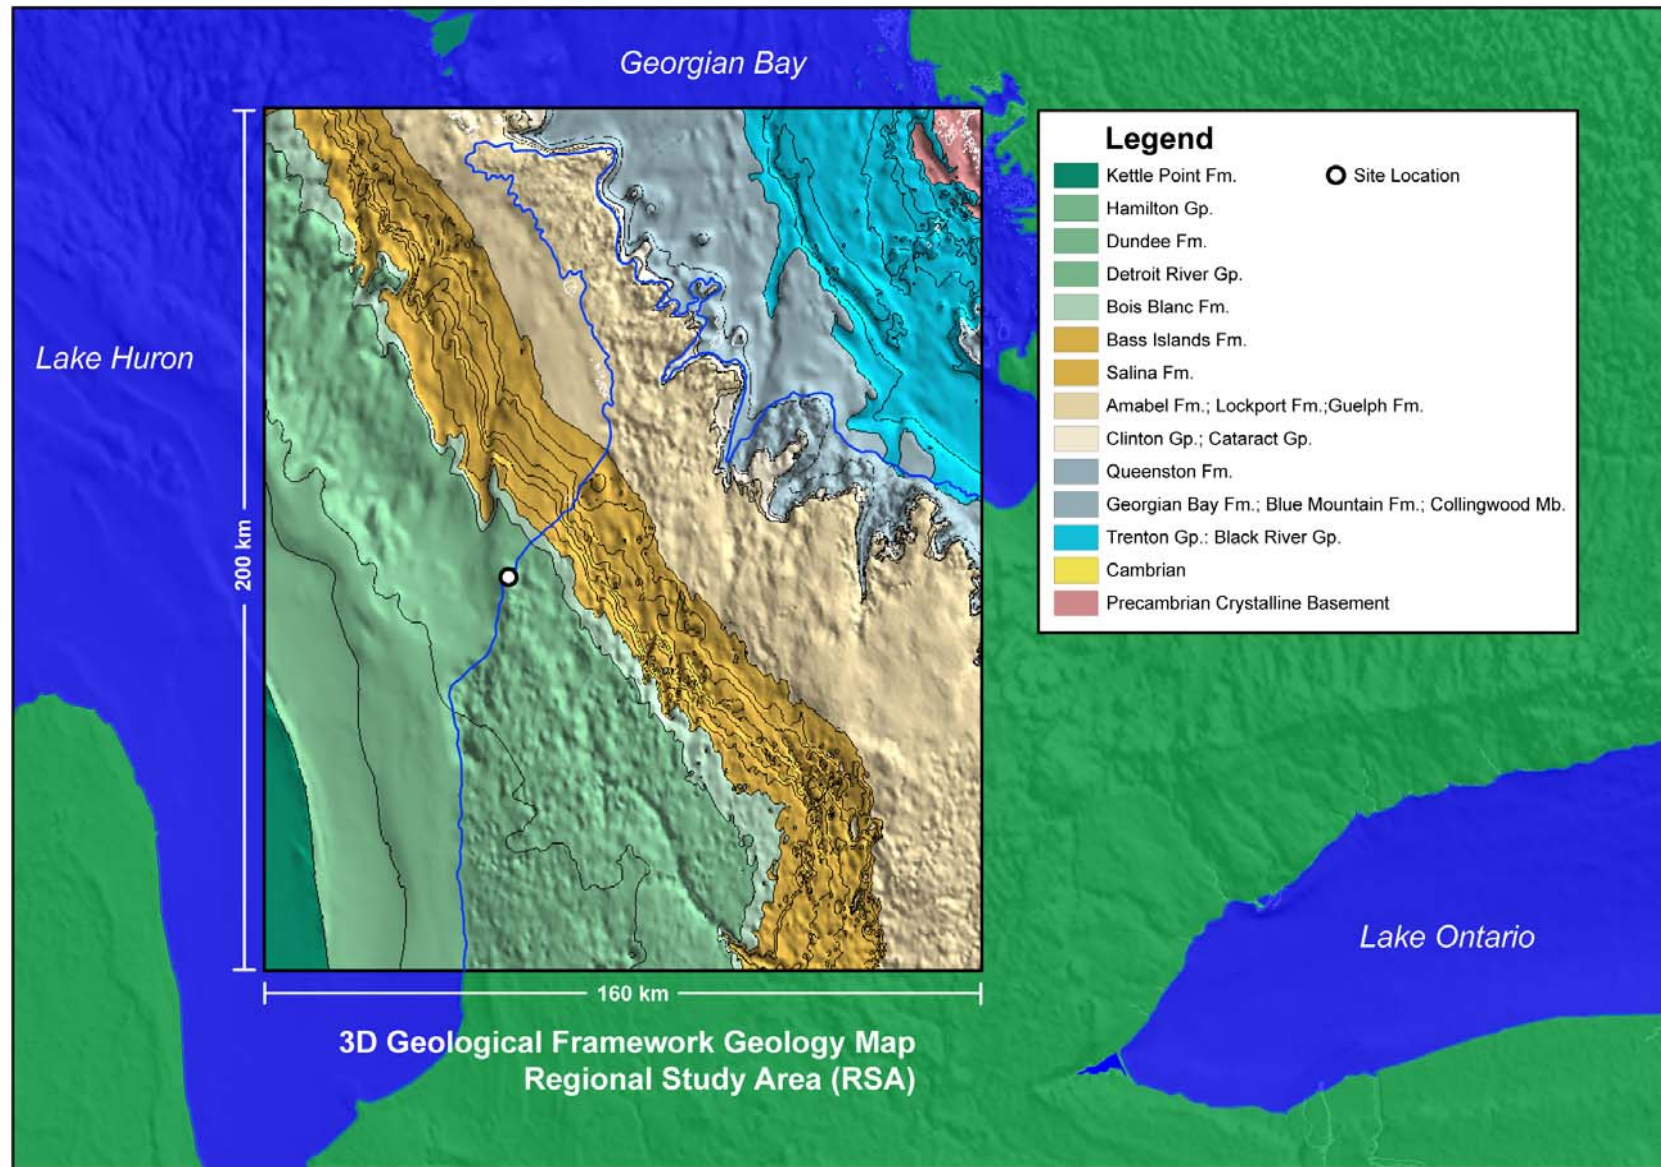 Georgian Bay
Lake Huron
200 km
160 km
3D Geological Framework Geology Map
Regional Study Area (RSA)
Lake Ontario
Legend
Kettle Point Fm.
Site Location
Hamilton Gp.
Dundee Fm.
Detroit River Gp.
Bois Blanc Fm.
Bass Islands Fm.
Salina Fm.
Amabel Fm.; Lockport Fm.;Guelph Fm.
Clinton Gp.; Cataract Gp.
Queenston Fm.
Georgian Bay Fm.; Blue Mountain Fm.; Collingwood Mb.
Trenton Gp.: Black River Gp.
Cambrian
Precambrian Crystalline Basement